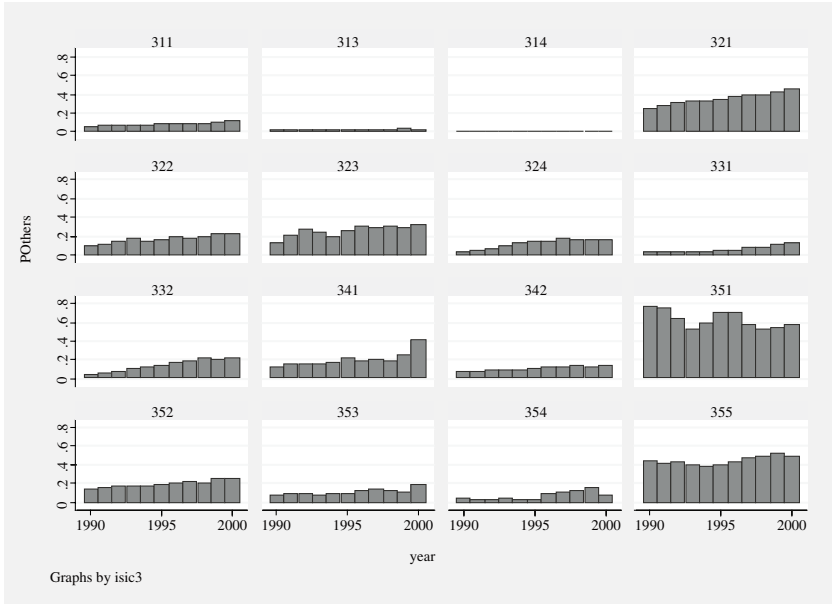 311 313 314 321
0 .2 .4 .6 .8
322 323 324 331
0 .2 .4 .6 .8
332 341 342 351
0 .2 .4 .6 .8
352 353 354 355
0 .2 .4 .6 .8
1990 1995 2000 1990 1995 2000 1990 1995 2000 1990 1995 2000
POthers
year
Graphs by isic3